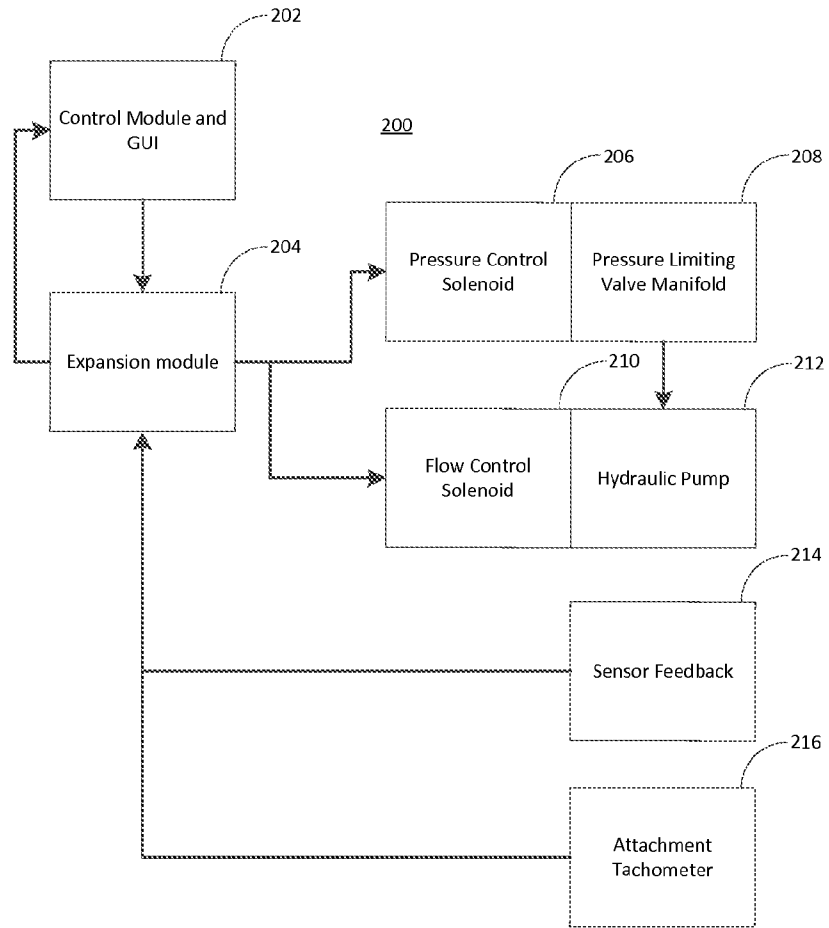 202
Control Module and
GUI
200
206
208
204
Pressure Control
Solenoid
Pressure Limiting
Valve Manifold
Expansion module
210
212
Flow Control
Solenoid
Hydraulic Pump
214
Sensor Feedback
216
Attachment
Tachometer